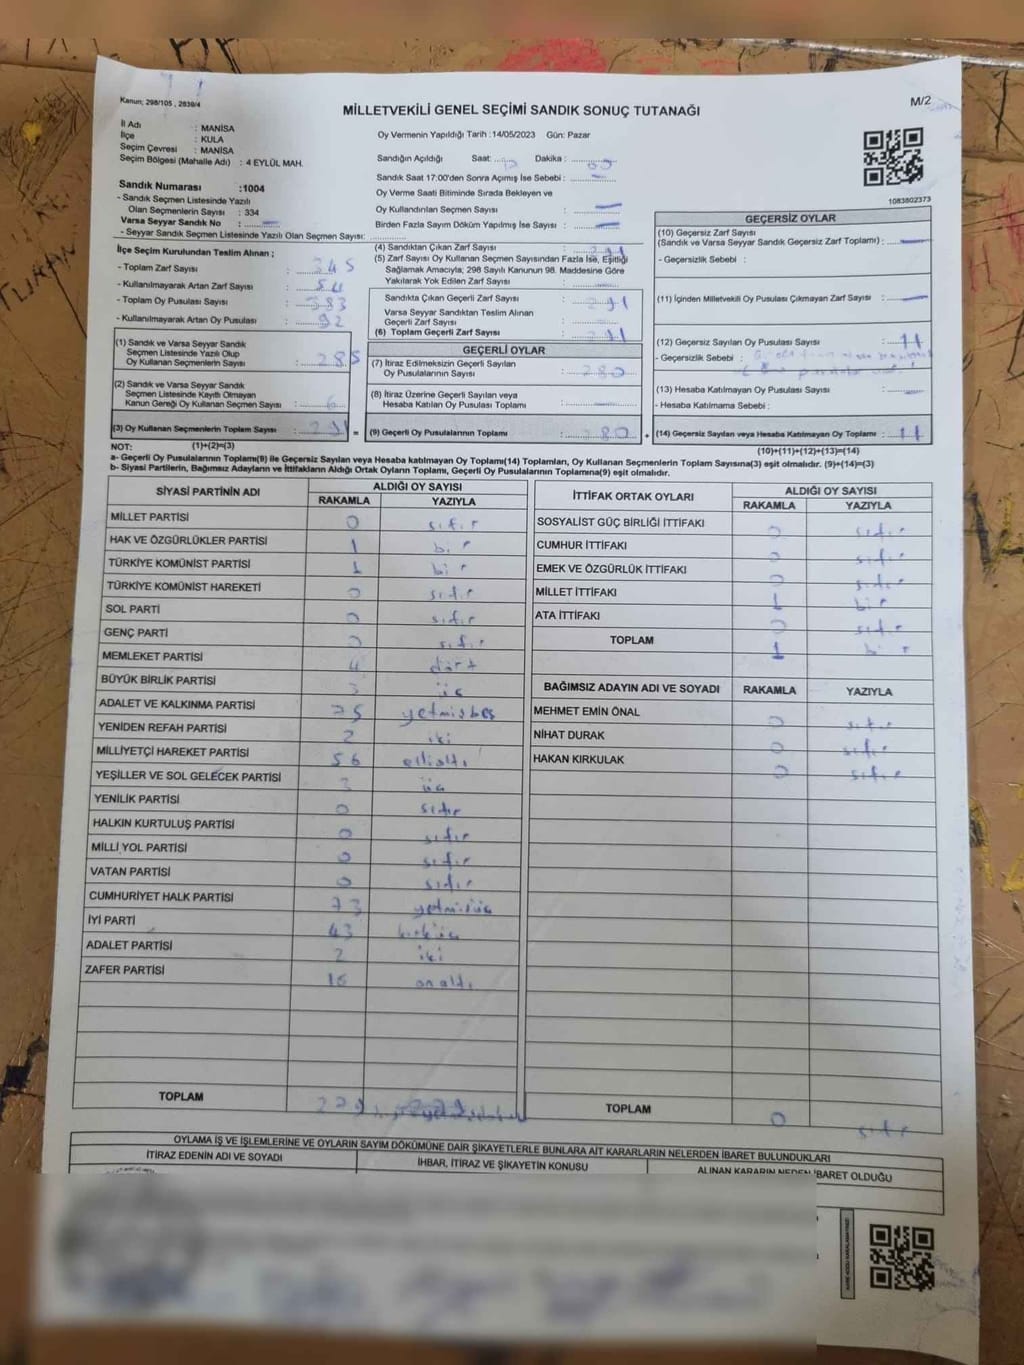 Kanun; 298/105 , 2839/4
M/2
MİLLETVEKİLİ GENEL SEÇİMİ SANDIK SONUÇ TUTANAĞI
İl Adı : MANİSA
İlçe : KULA
Seçim Çevresi : MANİSA
Seçim Bölgesi (Mahalle Adı) : 4 EYLÜL MAH.
Sandık Numarası :1004
- Sandık Seçmen Listesinde Yazılı
Olan Seçmenlerin Sayısı : 334
Varsa Seyyar Sandık No :
- Seyyar Sandık Seçmen Listesinde Yazılı Olan Seçmen Sayısı:
İlçe Seçim Kurulundan Teslim Alınan ;
- Toplam Zarf Sayısı : 345
- Kullanılmayarak Artan Zarf Sayısı : 54
- Toplam Oy Pusulası Sayısı : 383
- Kullanılmayarak Artan Oy Pusulası : 92
(1) Sandık ve Varsa Seyyar Sandık
Seçmen Listesinde Yazılı Olup
Oy Kullanan Seçmenlerin Sayısı : 285
(2) Sandık ve Varsa Seyyar Sandık
Seçmen Listesinde Kayıtlı Olmayan
Kanun Gereği Oy Kullanan Seçmen Sayısı : 6
(3) Oy Kullanan Seçmenlerin Toplam Sayısı : 291
Oy Vermenin Yapıldığı Tarih :14/05/2023 Gün: Pazar
Sandığın Açıldığı Saat: Dakika :
Sandık Saat 17:00'den Sonra Açılmış İse Sebebi : —
Oy Verme Saati Bitiminde Sırada Bekleyen ve
Oy Kullandırılan Seçmen Sayısı : —
Birden Fazla Sayım Döküm Yapılmış İse Sayısı : —
(4) Sandıktan Çıkan Zarf Sayısı : 291
(5) Zarf Sayısı Oy Kullanan Seçmen Sayısından Fazla İse, Eşitliği
Sağlamak Amacıyla; 298 Sayılı Kanunun 98. Maddesine Göre
Yakılarak Yok Edilen Zarf Sayısı :
Sandıkta Çıkan Geçerli Zarf Sayısı : 291
Varsa Seyyar Sandıktan Teslim Alınan
Geçerli Zarf Sayısı :
(6) Toplam Geçerli Zarf Sayısı : 291
GEÇERLİ OYLAR
(7) İtiraz Edilmeksizin Geçerli Sayılan
Oy Pusulalarının Sayısı : 280
(8) İtiraz Üzerine Geçerli Sayılan veya
Hesaba Katılan Oy Pusulası Toplamı : —
= (9) Geçerli Oy Pusulalarının Toplamı : 280 +
1083802373
GEÇERSİZ OYLAR
(10) Geçersiz Zarf Sayısı
(Sandık ve Varsa Seyyar Sandık Geçersiz Zarf Toplamı) : —
- Geçersizlik Sebebi :
(11) İçinden Milletvekili Oy Pusulası Çıkmayan Zarf Sayısı : —
(12) Geçersiz Sayılan Oy Pusulası Sayısı : 11
- Geçersizlik Sebebi :
(13) Hesaba Katılmayan Oy Pusulası Sayısı : —
- Hesaba Katılmama Sebebi :
(14) Geçersiz Sayılan veya Hesaba Katılmayan Oy Toplamı : 11
NOT: (1)+(2)=(3) (10)+(11)+(12)+(13)=(14)
a- Geçerli Oy Pusulası Toplamı(9) ile Geçersiz Sayılan veya Hesaba Katılmayan Oy Toplamı(14) Toplamları, Oy Kullanan Seçmenlerin Toplam Sayısına(3) eşit olmalıdır. (9)+(14)=(3)
b- Siyasi Partilerin, Bağımsız Adayların ve İttifakların Aldığı Ortak Oyların Toplamı, Geçerli Oy Pusulalarının Toplamına(9) eşit olmalıdır.
SİYASİ PARTİNİN ADI ALDIĞI OY SAYISI
RAKAMLA YAZIYLA
MİLLET PARTİSİ 0 sıfır
HAK VE ÖZGÜRLÜKLER PARTİSİ 1 bir
TÜRKİYE KOMÜNİST PARTİSİ 1 bir
TÜRKİYE KOMÜNİST HAREKETİ 0 sıfır
SOL PARTİ 0 sıfır
GENÇ PARTİ 0 sıfır
MEMLEKET PARTİSİ 4 dört
BÜYÜK BİRLİK PARTİSİ 3 üç
ADALET VE KALKINMA PARTİSİ 75 yetmişbeş
YENİDEN REFAH PARTİSİ 2 iki
MİLLİYETÇİ HAREKET PARTİSİ 56 elliاltı
YEŞİLLER VE SOL GELECEK PARTİSİ 3 üç
YENİLİK PARTİSİ 0 sıfır
HALKIN KURTULUŞ PARTİSİ 0 sıfır
MİLLİ YOL PARTİSİ 0 sıfır
VATAN PARTİSİ 0 sıfır
CUMHURİYET HALK PARTİSİ 73 yetmişüç
İYİ PARTİ 43 kırküç
ADALET PARTİSİ 2 iki
ZAFER PARTİSİ 16 onaltı
TOPLAM 279
İTTİFAK ORTAK OYLARI ALDIĞI OY SAYISI
RAKAMLA YAZIYLA
SOSYALİST GÜÇ BİRLİĞİ İTTİFAKI 0 sıfır
CUMHUR İTTİFAKI 0 sıfır
EMEK VE ÖZGÜRLÜK İTTİFAKI 0 sıfır
MİLLET İTTİFAKI 1 bir
ATA İTTİFAKI 0 sıfır
TOPLAM 1 bir
BAĞIMSIZ ADAYIN ADI VE SOYADI RAKAMLA YAZIYLA
MEHMET EMİN ÖNAL 0 sıfır
NİHAT DURAK 0 sıfır
HAKAN KIRKULAK 0 sıfır
TOPLAM 0 sıfır
OYLAMA İŞ VE İŞLEMLERİNE VE OYLARIN SAYIM DÖKÜMÜNE DAİR ŞİKAYETLERLE BUNLARA AİT KARARLARIN NELERDEN İBARET BULUNDUKLARI
İTİRAZ EDENİN ADI VE SOYADI İHBAR, İTİRAZ VE ŞİKAYETİN KONUSU ALINAN KARARIN NEDEN İBARET OLDUĞU